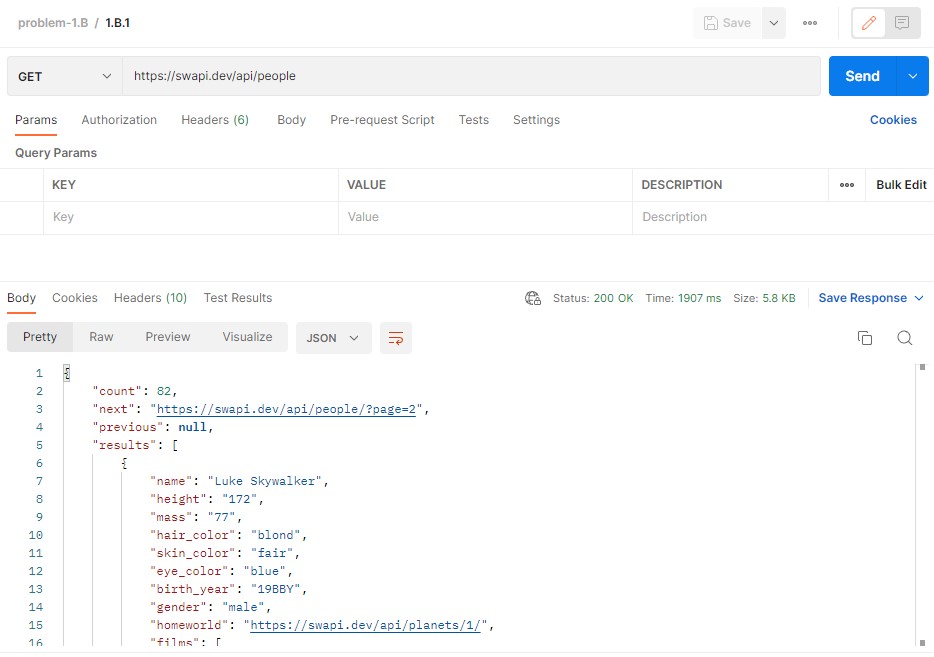 problem-1.B / 1.B.1
Save
GET
https://swapi.dev/api/people
Send
Params Authorization Headers (6) Body Pre-request Script Tests Settings Cookies
Query Params
KEY VALUE DESCRIPTION Bulk Edit
Key Value Description
Body Cookies Headers (10) Test Results Status: 200 OK Time: 1907 ms Size: 5.8 KB Save Response
Pretty Raw Preview Visualize JSON
1 {
2 "count": 82,
3 "next": "https://swapi.dev/api/people/?page=2",
4 "previous": null,
5 "results": [
6 {
7 "name": "Luke Skywalker",
8 "height": "172",
9 "mass": "77",
10 "hair_color": "blond",
11 "skin_color": "fair",
12 "eye_color": "blue",
13 "birth_year": "19BBY",
14 "gender": "male",
15 "homeworld": "https://swapi.dev/api/planets/1/",
16 "films": [